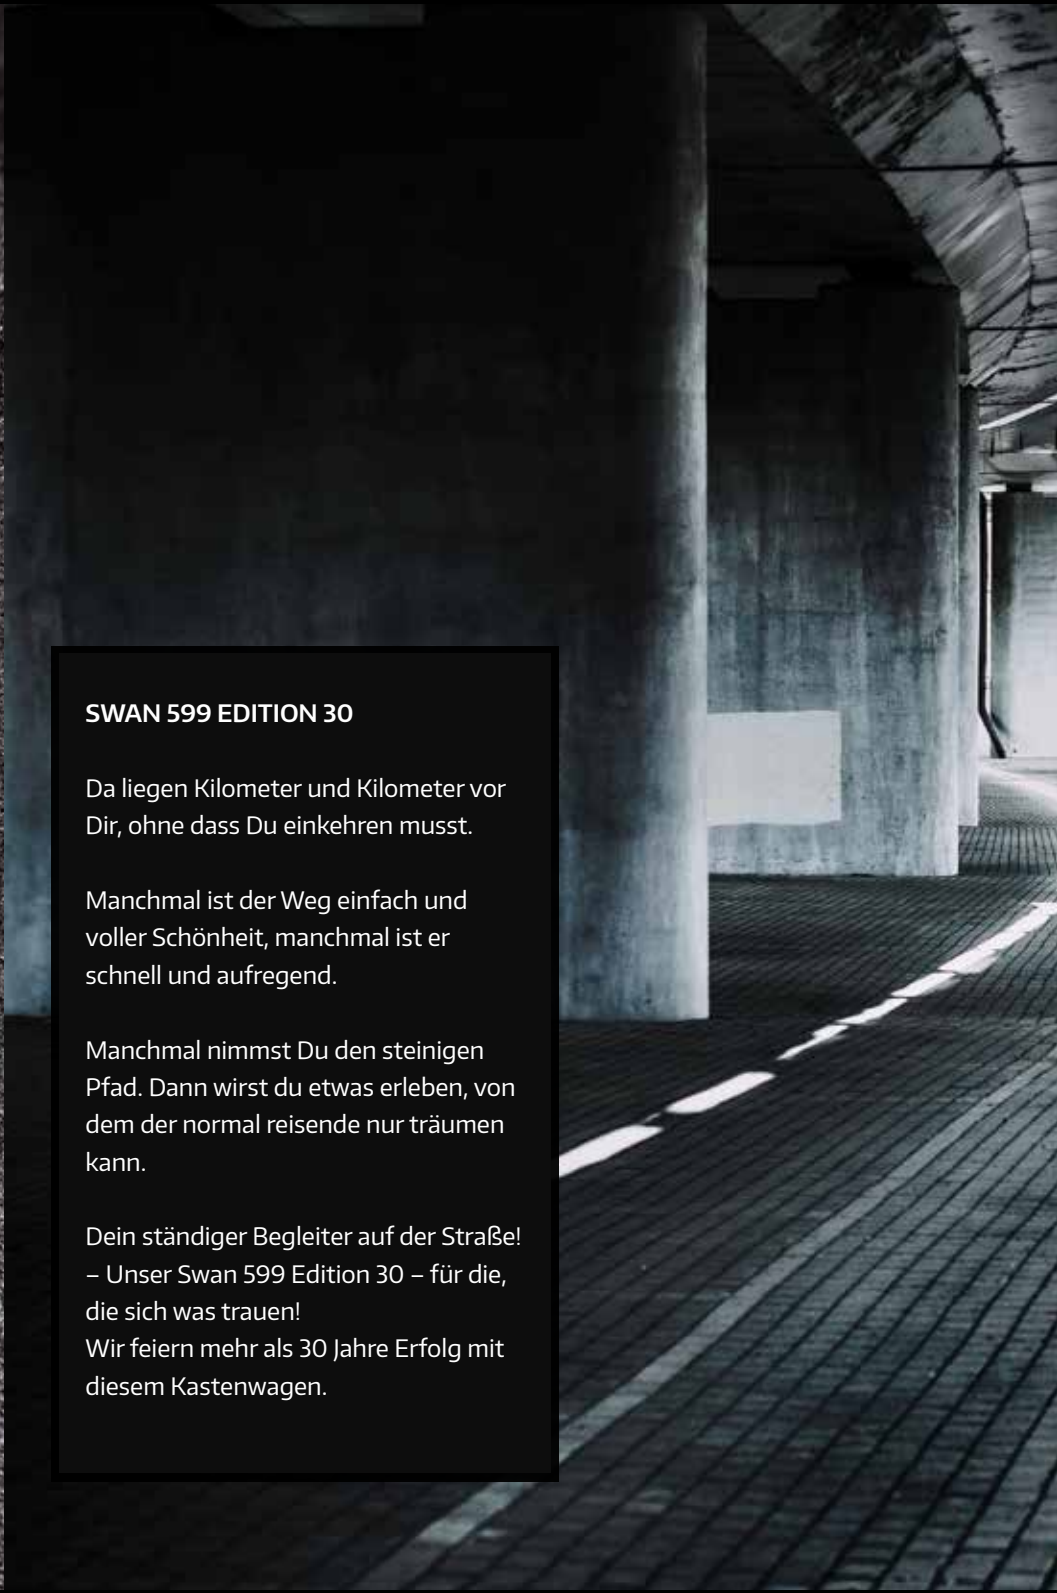 SWAN 599 EDITION 30
Da liegen Kilometer und Kilometer vor
Dir, ohne dass Du einkehren musst.
Manchmal ist der Weg einfach und
voller Schönheit, manchmal ist er
schnell und aufregend.
Manchmal nimmst Du den steinigen
Pfad. Dann wirst du etwas erleben, von
dem der normal reisende nur träumen
kann.
Dein ständiger Begleiter auf der Straße!
– Unser Swan 599 Edition 30 – für die,
die sich was trauen!
Wir feiern mehr als 30 Jahre Erfolg mit
diesem Kastenwagen.